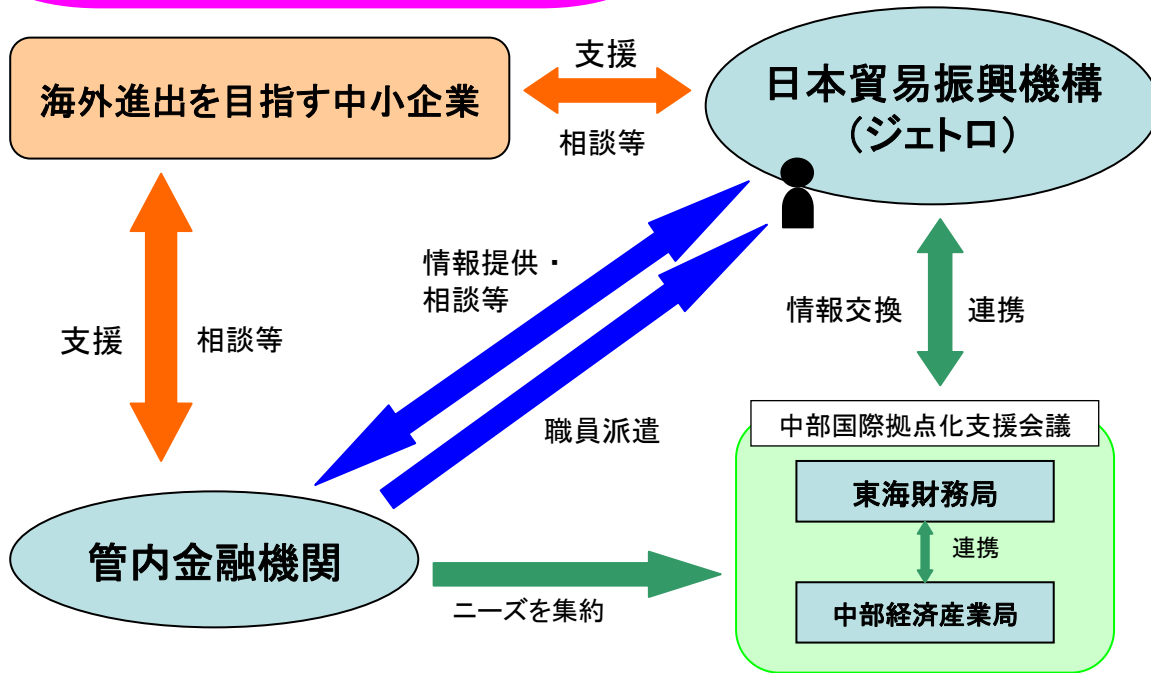 海外進出を目指す中小企業
支援
相談等
日本貿易振興機構
(ジェトロ)
情報提供・
相談等
情報交換
連携
支援
相談等
職員派遣
中部国際拠点化支援会議
東海財務局
連携
中部経済産業局
管内金融機関
ニーズを集約